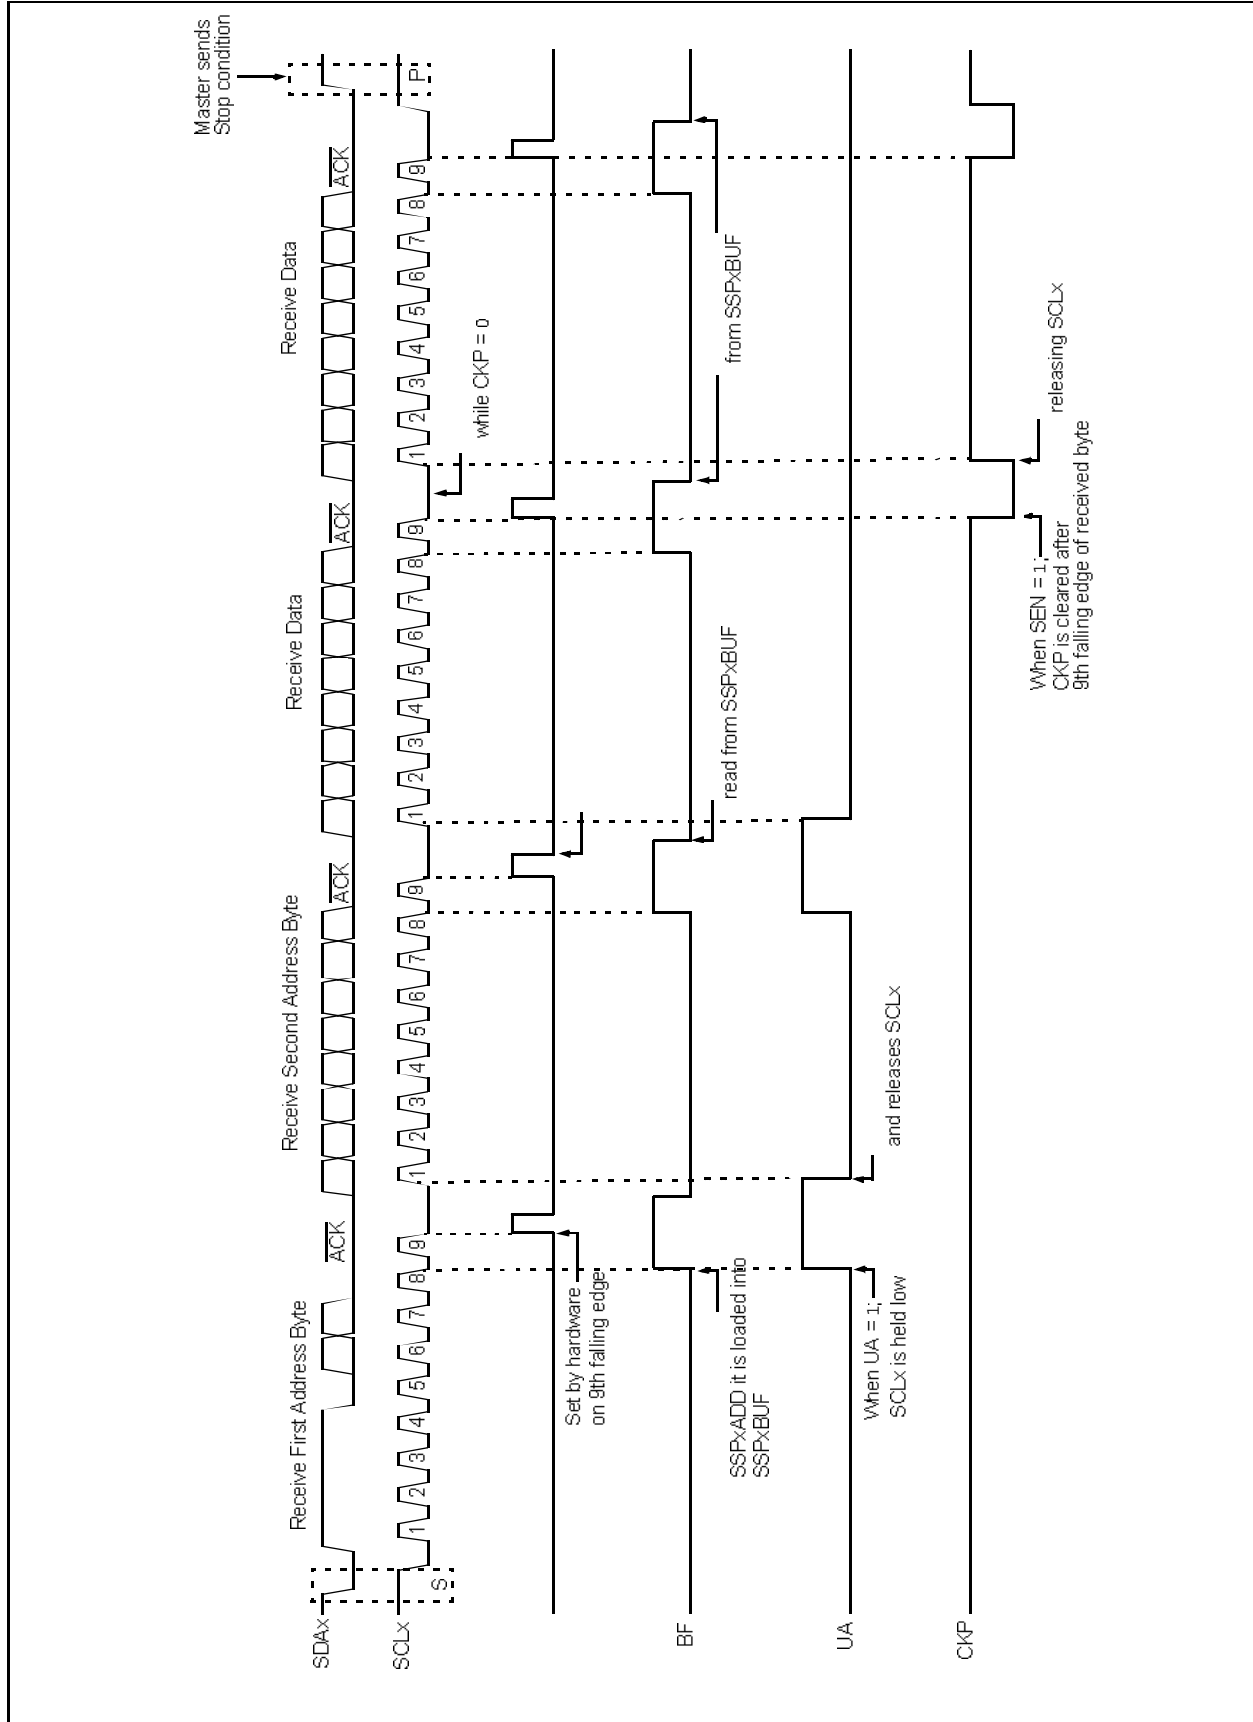 Master sends
Stop condition
Receive First Address Byte
Receive Second Address Byte
Receive Data
Receive Data
SDAx
ACK
ACK
ACK
ACK
SCLx
S
1 2 3 4 5 6 7 8 9
1 2 3 4 5 6 7 8 9
1 2 3 4 5 6 7 8 9
1 2 3 4 5 6 7 8 9
P
while CKP = 0
Set by hardware
on 9th falling edge
BF
SSPxADD it is loaded into
SSPxBUF
read from SSPxBUF
from SSPxBUF
UA
When UA = 1;
SCLx is held low
and releases SCLx
CKP
When SEN = 1;
CKP is cleared after
9th falling edge of received byte
releasing SCLx